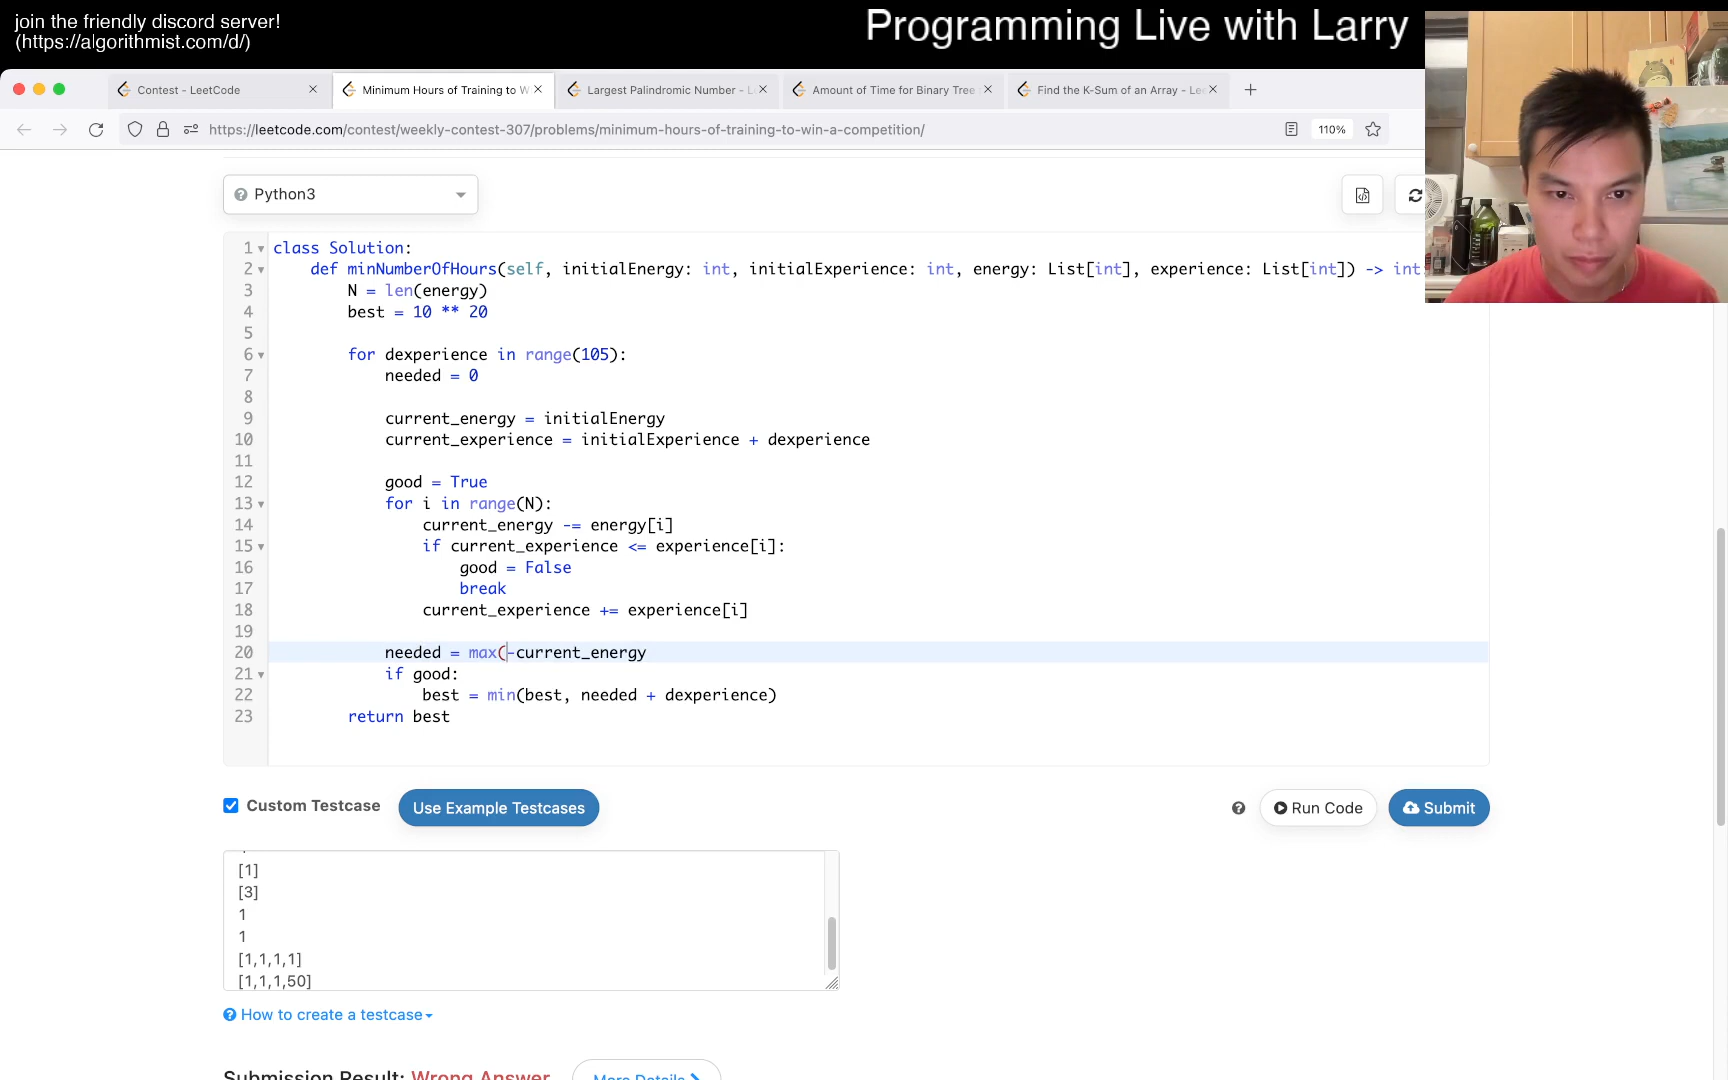 join the friendly discord server!
(https://algorithmist.com/d/)
Programming Live with Larry
Contest - LeetCode
Minimum Hours of Training to W
Largest Palindromic Number - L
Amount of Time for Binary Tree
Find the K-Sum of an Array - Le
https://leetcode.com/contest/weekly-contest-307/problems/minimum-hours-of-training-to-win-a-competition/
110%
Python3
1 class Solution:
2 def minNumberOfHours(self, initialEnergy: int, initialExperience: int, energy: List[int], experience: List[int]) -> int
3 N = len(energy)
4 best = 10 ** 20
5
6 for dexperience in range(105):
7 needed = 0
8
9 current_energy = initialEnergy
10 current_experience = initialExperience + dexperience
11
12 good = True
13 for i in range(N):
14 current_energy -= energy[i]
15 if current_experience <= experience[i]:
16 good = False
17 break
18 current_experience += experience[i]
19
20 needed = max(-current_energy
21 if good:
22 best = min(best, needed + dexperience)
23 return best
Custom Testcase
Use Example Testcases
Run Code
Submit
[1]
[3]
1
1
[1,1,1,1]
[1,1,1,50]
How to create a testcase
Submission Result: Wrong Answer
More Details